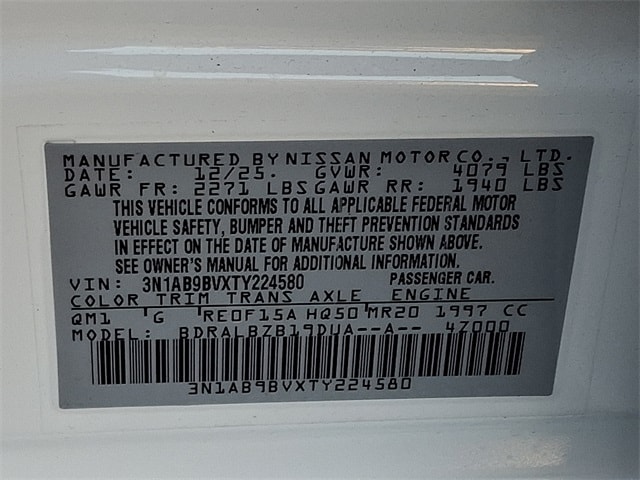 MANUFACTURED BY NISSAN MOTOR CO., LTD.
DATE: 12/25. GVWR: 4079 LBS
GAWR FR: 2271 LBS GAWR RR: 1940 LBS
THIS VEHICLE CONFORMS TO ALL APPLICABLE FEDERAL MOTOR
VEHICLE SAFETY, BUMPER AND THEFT PREVENTION STANDARDS
IN EFFECT ON THE DATE OF MANUFACTURE SHOWN ABOVE.
SEE OWNER'S MANUAL FOR ADDITIONAL INFORMATION.
VIN: 3N1AB9BVXTY224580 PASSENGER CAR.
COLOR TRIM TRANS AXLE ENGINE
QM1 G RE0F15A HQ50 MR20 1997 CC
MODEL: BDRALBZB19DUA--A-- 4Z000
3N1AB9BVXTY224580